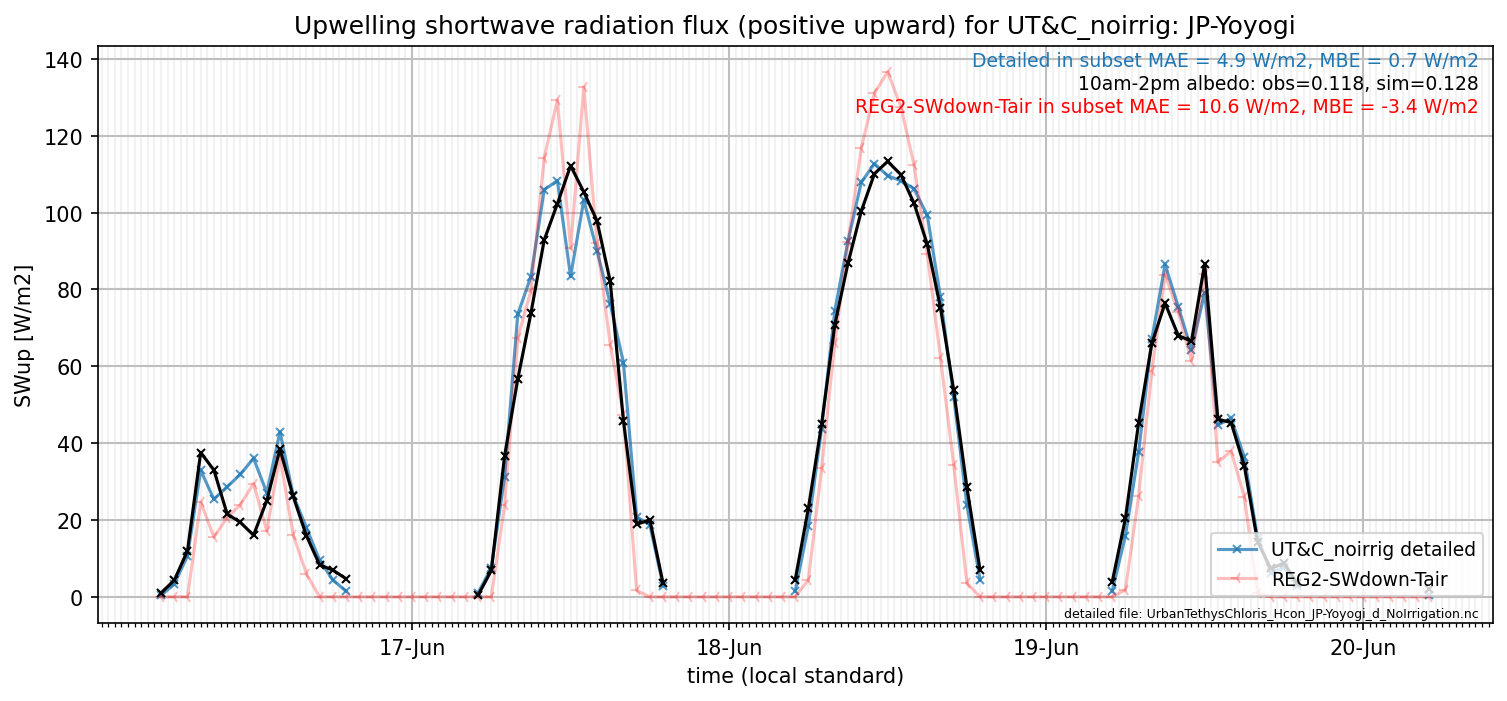 Upwelling shortwave radiation flux (positive upward) for UT&C_noirrig: JP-Yoyogi
Detailed in subset MAE = 4.9 W/m2, MBE = 0.7 W/m2
10am-2pm albedo: obs=0.118, sim=0.128
REG2-SWdown-Tair in subset MAE = 10.6 W/m2, MBE = -3.4 W/m2
SWup [W/m2]
140
120
100
80
60
40
20
0
UT&C_noirrig detailed
REG2-SWdown-Tair
detailed file: UrbanTethysChloris_Hcon_JP-Yoyogi_d_NoIrrigation.nc
17-Jun
18-Jun
19-Jun
20-Jun
time (local standard)